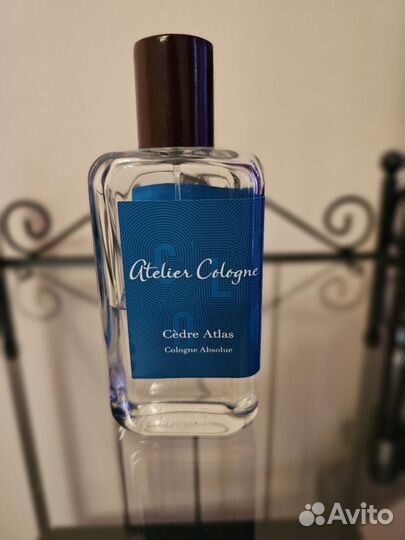 Atelier Cologne
Cèdre Atlas
Cologne Absolue
Avito